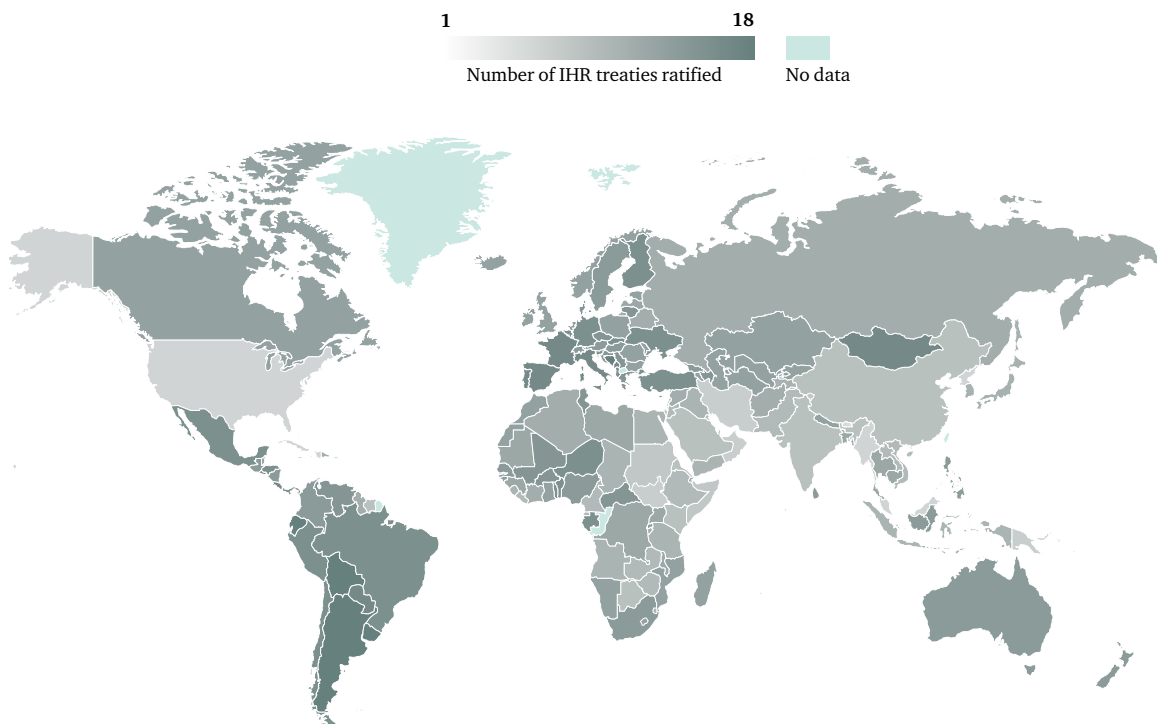 1 18
Number of IHR treaties ratified No data